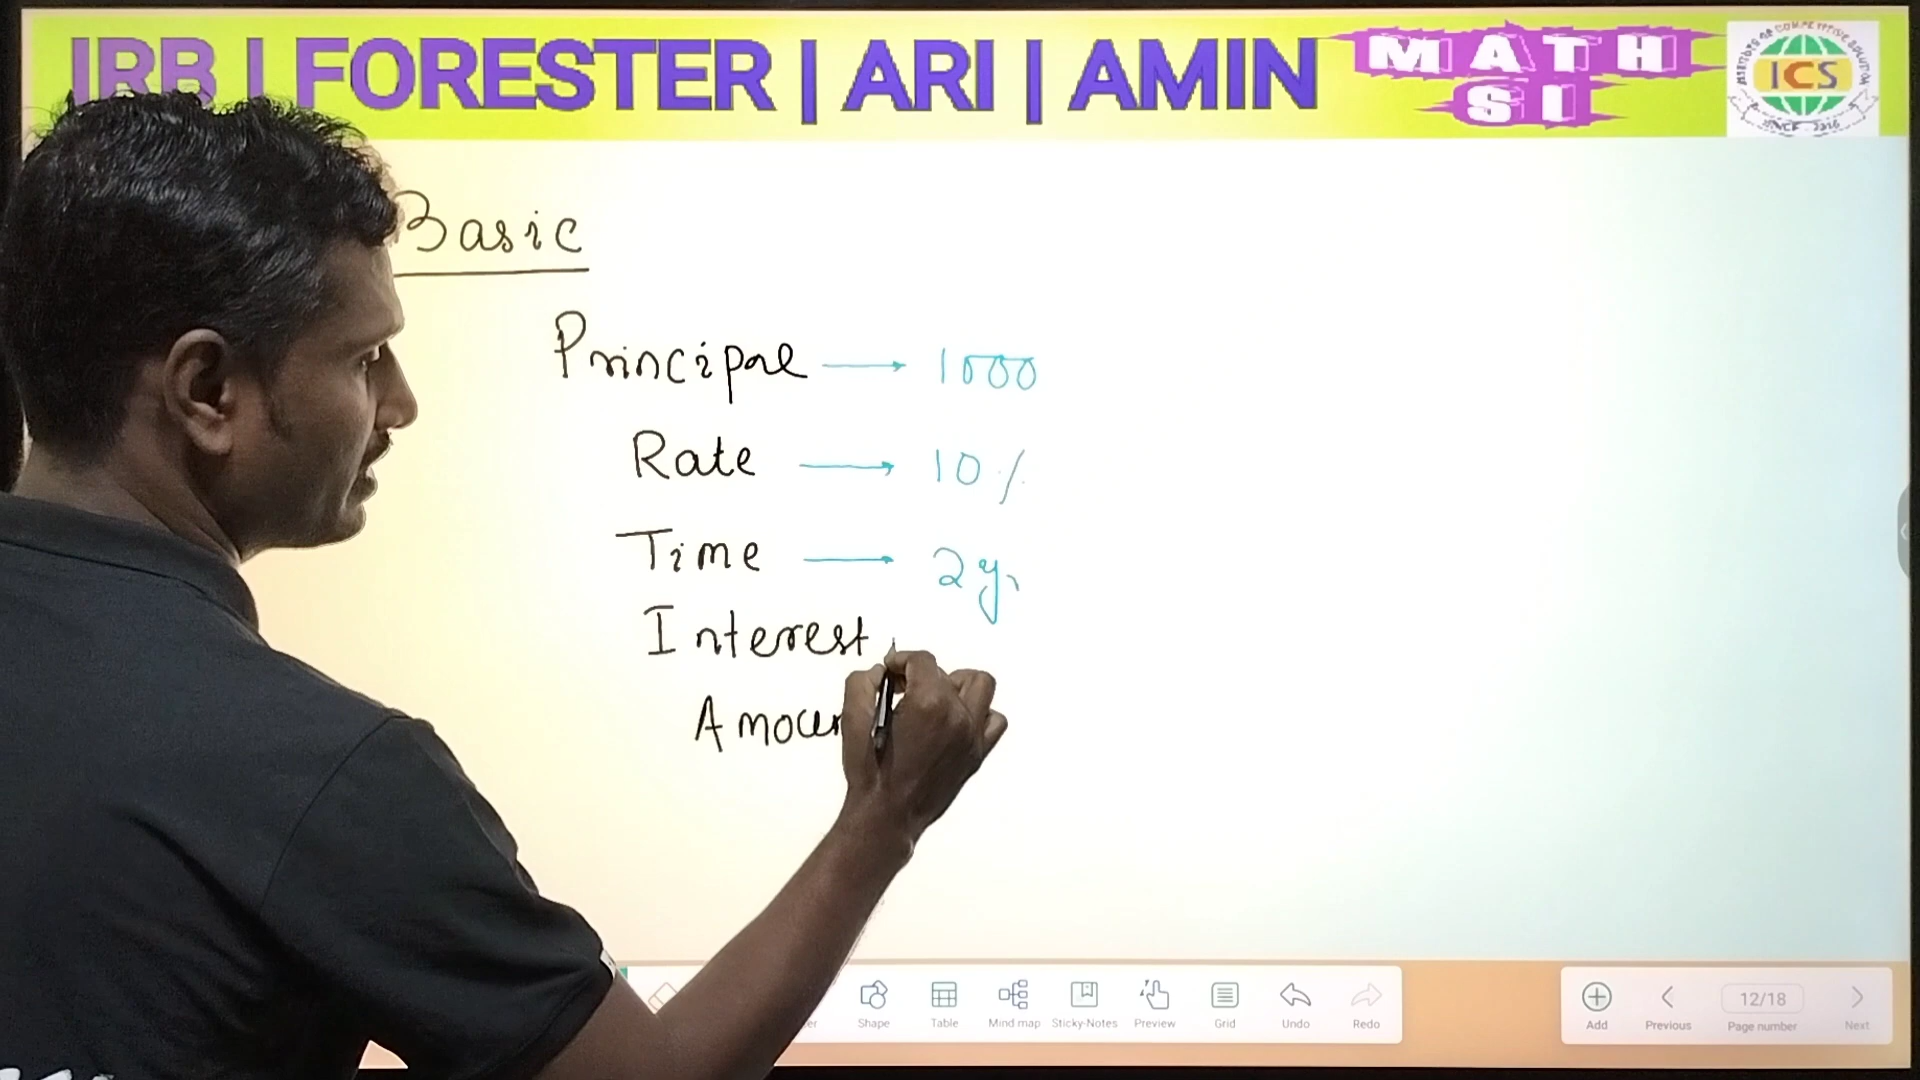 IRB | FORESTER | ARI | AMIN
MATH
SI
ICS
Basic
Principal → 1000
Rate → 10%
Time → 2y.
Interest
Amoun
Shape
Table
Mind map
Sticky-Notes
Preview
Grid
Undo
Redo
Add
Previous
12/18
Page number
Next